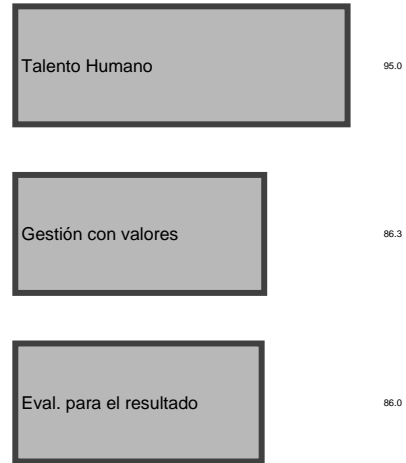 Talento Humano 95.0
Gestión con valores 86.3
Eval. para el resultado 86.0